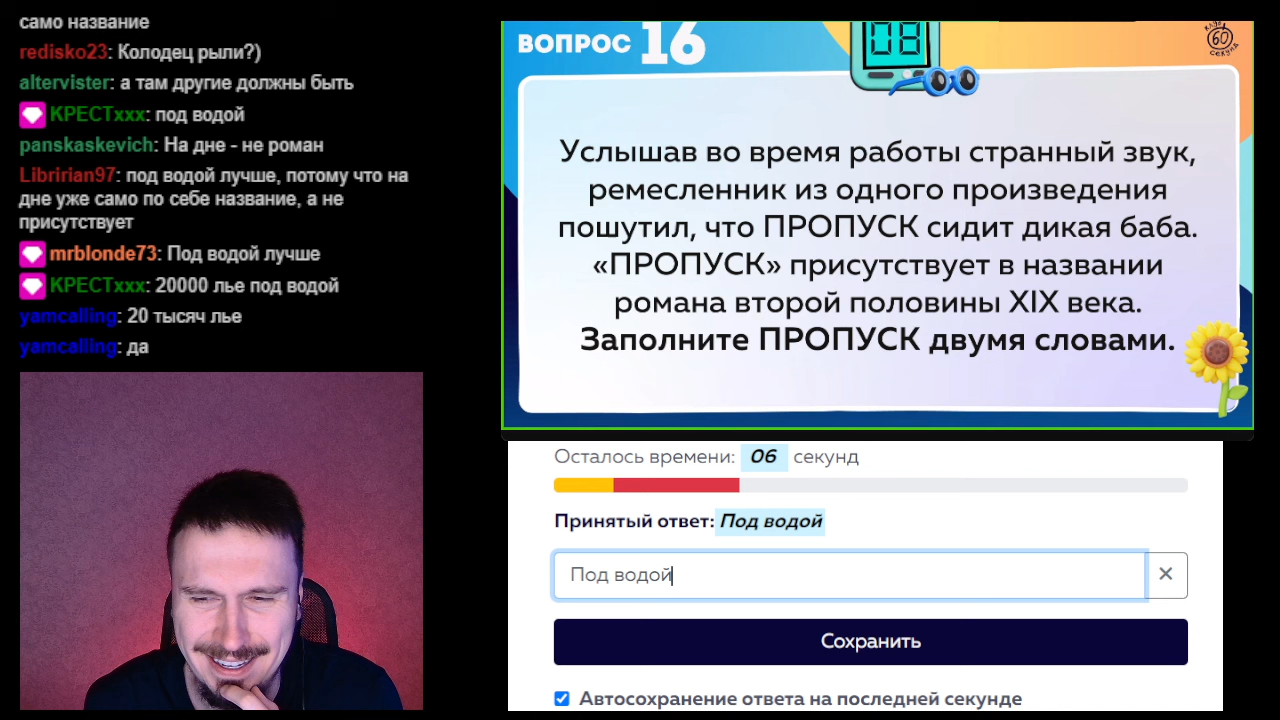 само название
redisko23: Колодец рыли?)
altervister: а там другие должны быть
КРЕСТxxx: под водой
panskaskevich: На дне - не роман
Libririan97: под водой лучше, потому что на
дне уже само по себе название, а не
присутствует
mrblonde73: Под водой лучше
КРЕСТxxx: 20000 лье под водой
yamcalling: 20 тысяч лье
yamcalling: да
ВОПРОС 16
08
КЛУБ
60
СЕКУНД
Услышав во время работы странный звук,
ремесленник из одного произведения
пошутил, что ПРОПУСК сидит дикая баба.
«ПРОПУСК» присутствует в названии
романа второй половины XIX века.
Заполните ПРОПУСК двумя словами.
Осталось времени: 06 секунд
Принятый ответ: Под водой
Под водой
×
Сохранить
Автосохранение ответа на последней секунде